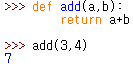 >>> def add(a,b):
        return a+b

>>> add(3,4)
7